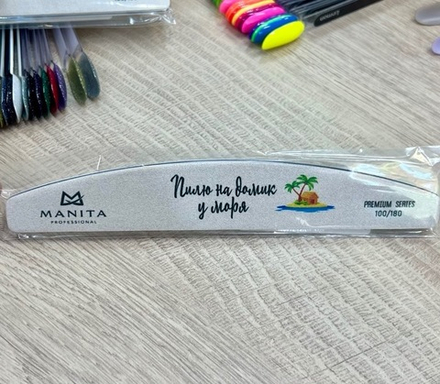 MANITA
PROFESSIONAL
Пилю на домик
у моря
PREMIUM SERIES
100/180